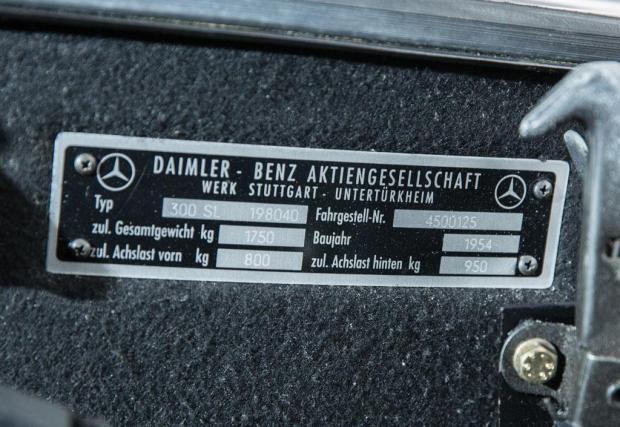 DAIMLER - BENZ AKTIENGESELLSCHAFT
WERK STUTTGART - UNTERTÜRKHEIM
Typ 300 SL 198040 Fahrgestell-Nr. 4500125
zul. Gesamtgewicht kg 1750 Baujahr 1954
zul. Achslast vorn kg 800 zul. Achslast hinten kg 950